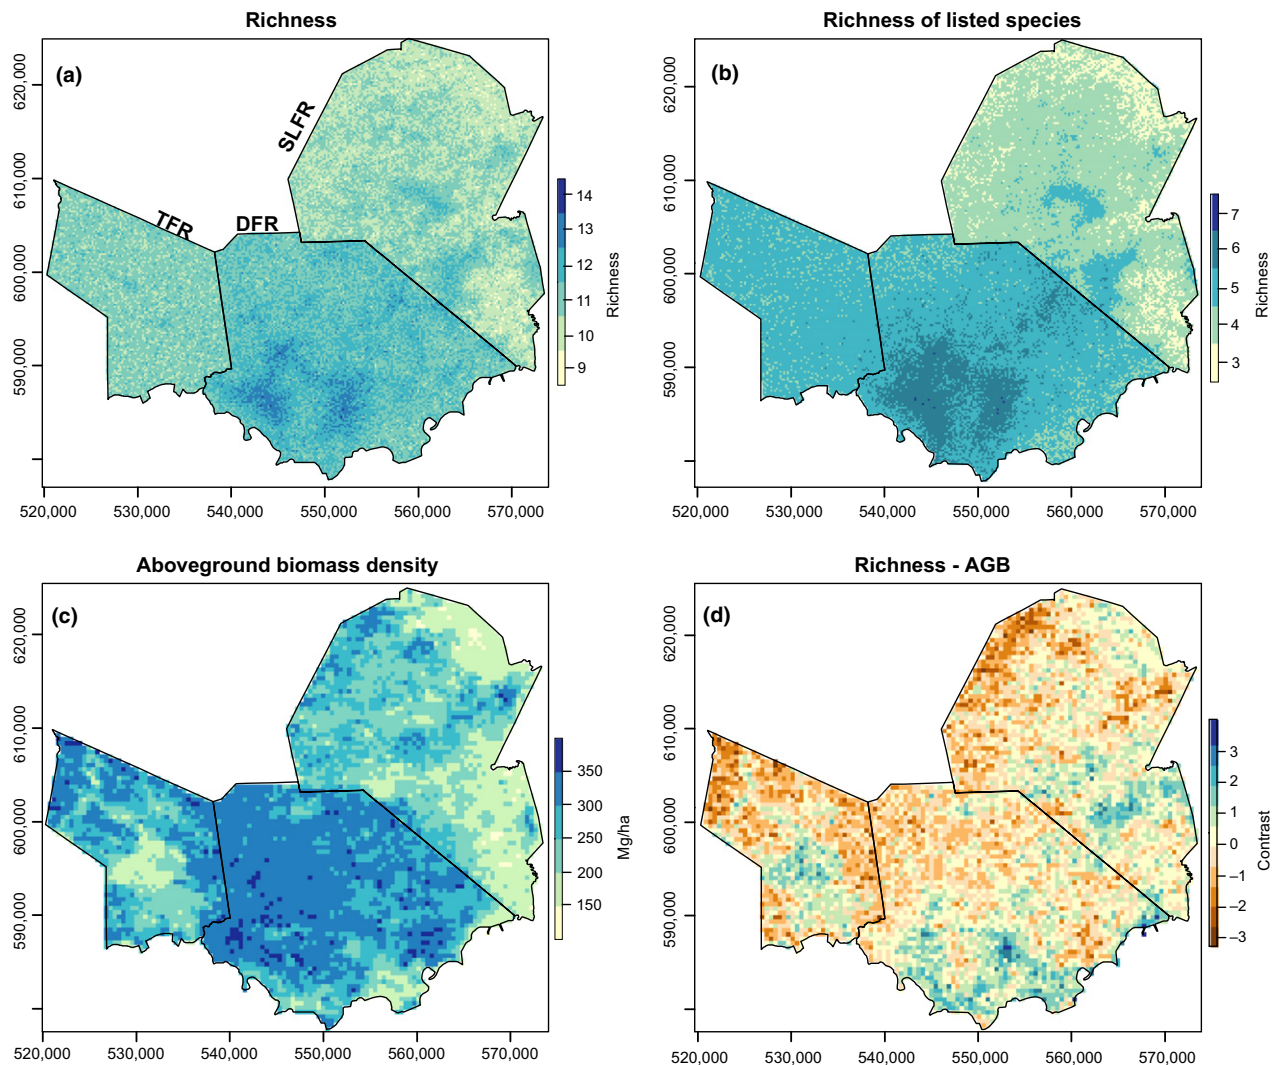 Richness
(a)
SLFR
TFR
DFR
620,000
610,000
600,000
590,000
520,000 530,000 540,000 550,000 560,000 570,000
14
13
12
11
10
9
Richness
Richness of listed species
(b)
620,000
610,000
600,000
590,000
520,000 530,000 540,000 550,000 560,000 570,000
7
6
5
4
3
Richness
Aboveground biomass density
(c)
620,000
610,000
600,000
590,000
520,000 530,000 540,000 550,000 560,000 570,000
350
300
250
200
150
Mg/ha
Richness - AGB
(d)
620,000
610,000
600,000
590,000
520,000 530,000 540,000 550,000 560,000 570,000
3
2
1
0
−1
−2
−3
Contrast